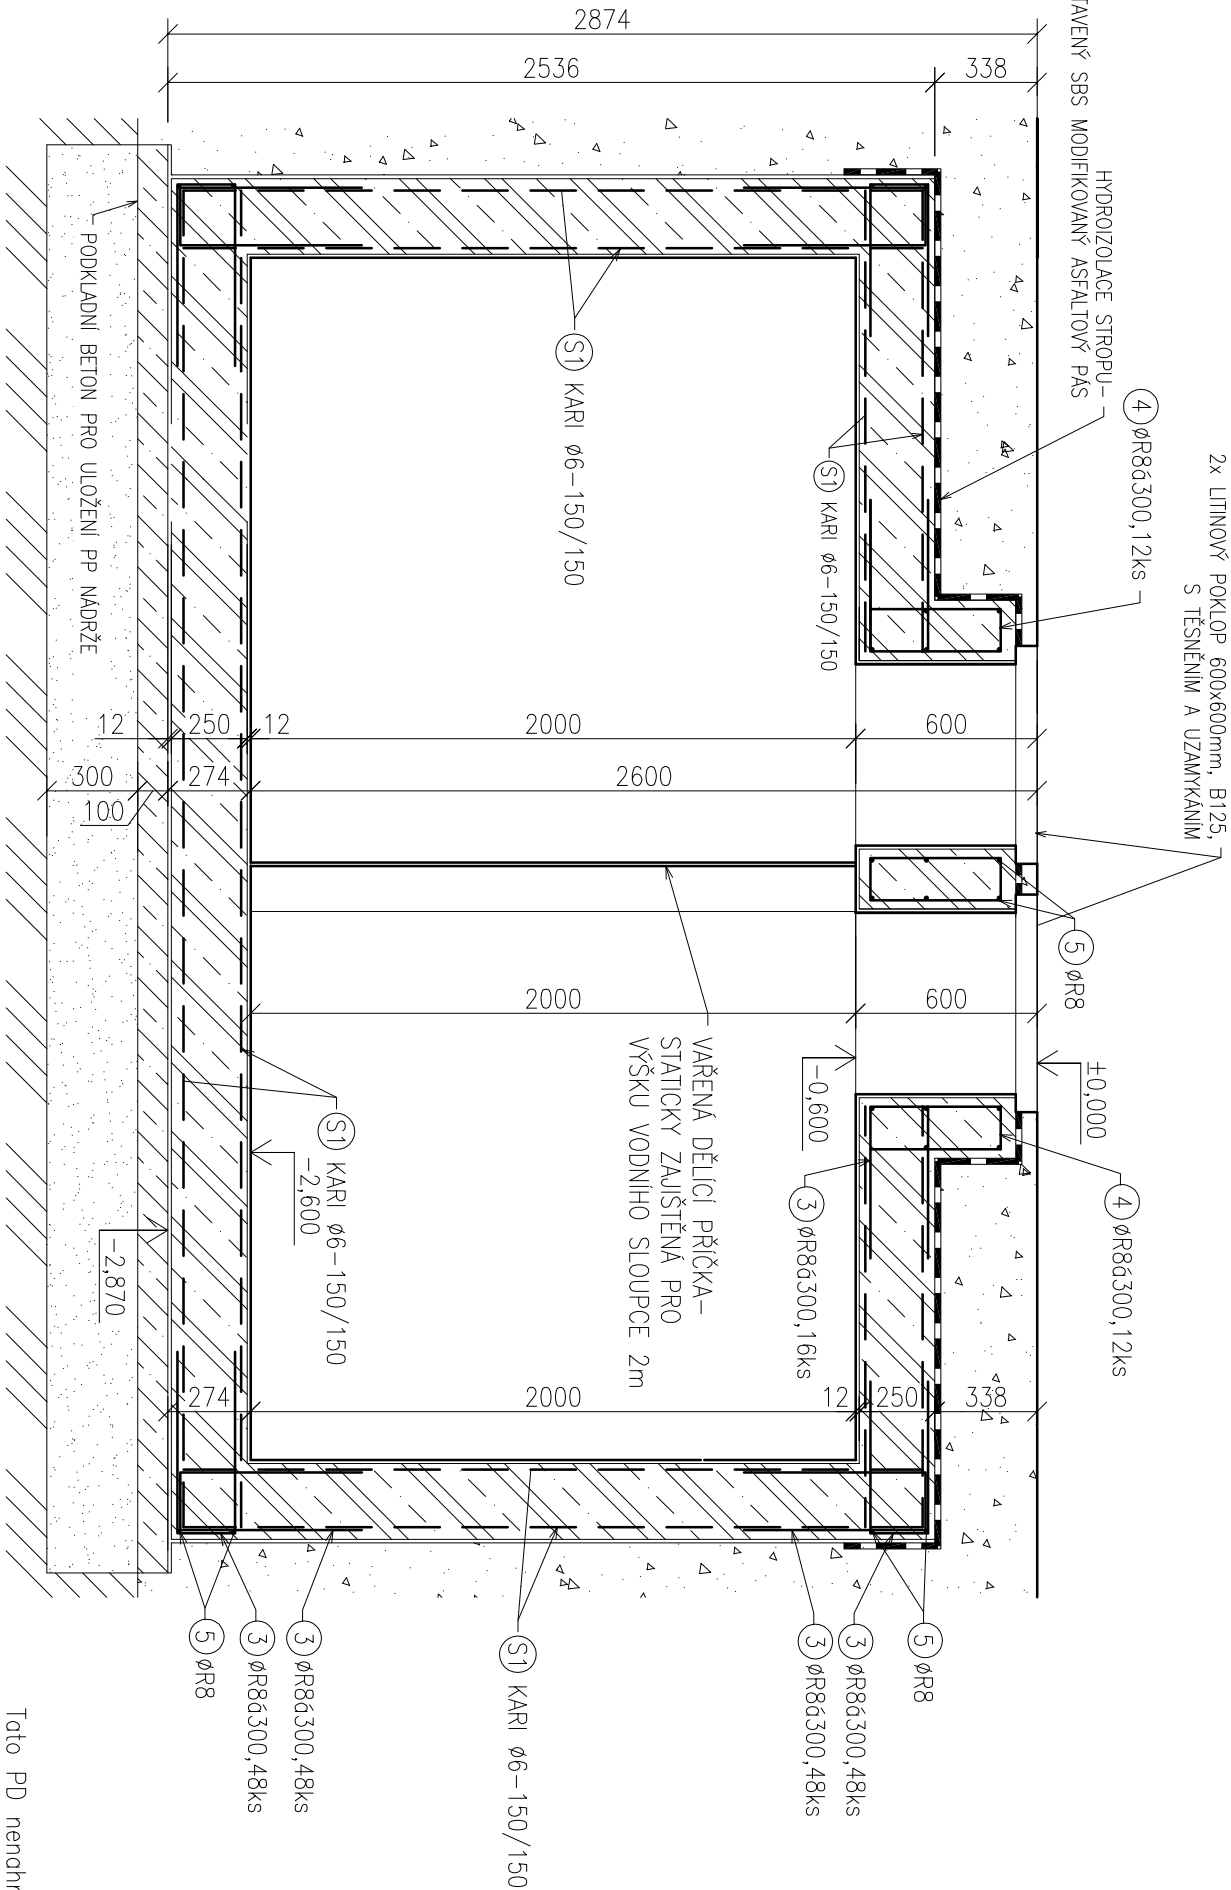 2874
2536
338
TAVENÝ SBS MODIFIKOVANÝ ASFALTOVÝ PÁS
HYDROIZOLACE STROPU-
4 ØR8á300,12ks
2x LITINOVÝ POKLOP 600x600mm, B125,
S TĚSNĚNÍM A UZAMYKÁNÍM
PODKLADNÍ BETON PRO ULOŽENÍ PP NÁDRŽE
S1 KARI Ø6-150/150
S1 KARI Ø6-150/150
12
250
12
2000
600
300
100
274
2600
5 ØR8
2000
600
VAŘENÁ DĚLÍCÍ PŘÍČKA-
STATICKY ZAJIŠTĚNÁ PRO
VÝŠKU VODNÍHO SLOUPCE 2m
±0,000
-0,600
-2,600
-2,870
S1 KARI Ø6-150/150
3 ØR8á300,16ks
4 ØR8á300,12ks
274
2000
12
250
338
5 ØR8
3 ØR8á300,48ks
3 ØR8á300,48ks
S1 KARI Ø6-150/150
3 ØR8á300,48ks
3 ØR8á300,48ks
5 ØR8
Tato PD nenahr